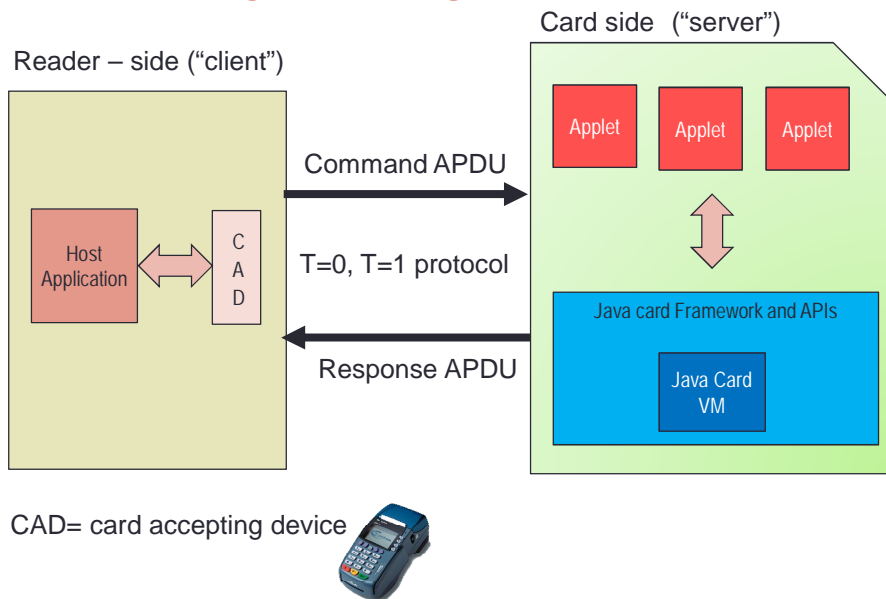 Card side ("server")
Reader – side ("client")
Applet
Applet
Applet
Command APDU
Host
Application
C
A
D
T=0, T=1 protocol
Java card Framework and APIs
Response APDU
Java Card
VM
CAD= card accepting device